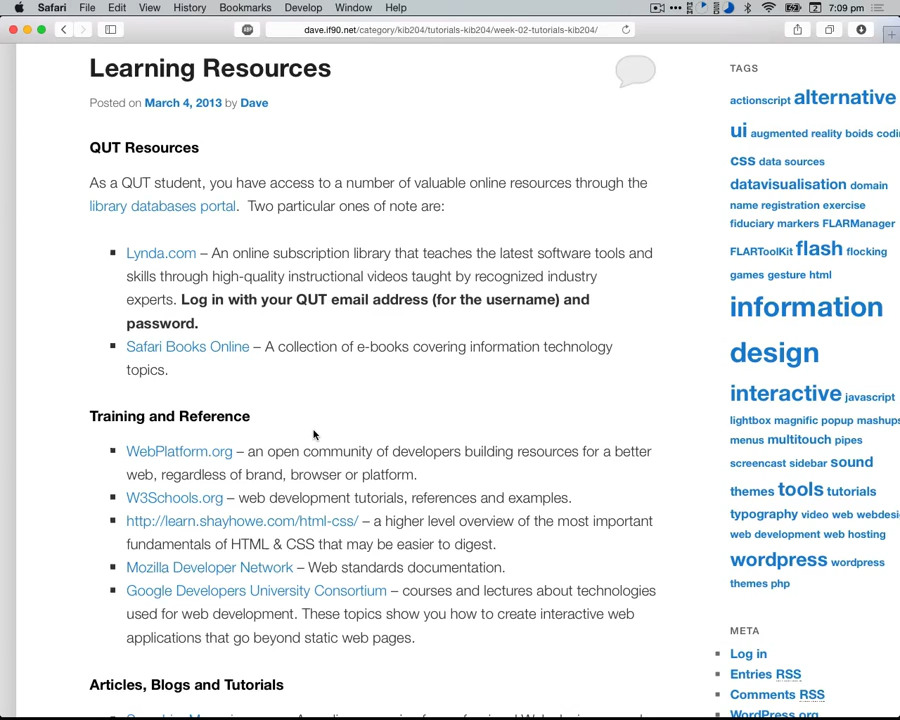 Safari File Edit View History Bookmarks Develop Window Help 7:09 pm
dave.if90.net/category/kib204/tutorials-kib204/week-02-tutorials-kib204/
Learning Resources
Posted on March 4, 2013 by Dave
QUT Resources
As a QUT student, you have access to a number of valuable online resources through the
library databases portal. Two particular ones of note are:
Lynda.com – An online subscription library that teaches the latest software tools and
skills through high-quality instructional videos taught by recognized industry
experts. Log in with your QUT email address (for the username) and
password.
Safari Books Online – A collection of e-books covering information technology
topics.
Training and Reference
WebPlatform.org – an open community of developers building resources for a better
web, regardless of brand, browser or platform.
W3Schools.org – web development tutorials, references and examples.
http://learn.shayhowe.com/html-css/ – a higher level overview of the most important
fundamentals of HTML & CSS that may be easier to digest.
Mozilla Developer Network – Web standards documentation.
Google Developers University Consortium – courses and lectures about technologies
used for web development. These topics show you how to create interactive web
applications that go beyond static web pages.
Articles, Blogs and Tutorials
TAGS
actionscript alternative
ui augmented reality boids codi
css data sources
datavisualisation domain
name registration exercise
fiduciary markers FLARManager
FLARToolKit flash flocking
games gesture html
information
design
interactive javascript
lightbox magnific popup mashups
menus multitouch pipes
screencast sidebar sound
themes tools tutorials
typography video web webdesi
web development web hosting
wordpress wordpress
themes php
META
Log in
Entries RSS
Comments RSS
WordPress.org